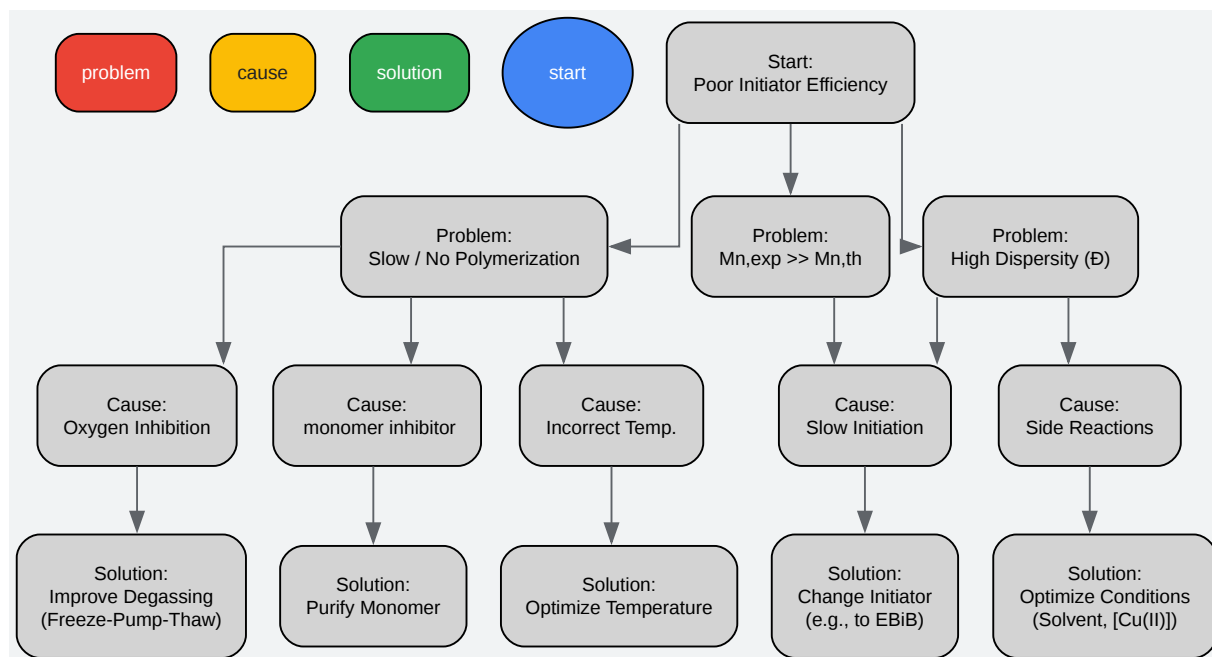 problem
cause
solution
start
Start:
Poor Initiator Efficiency
Problem:
Slow / No Polymerization
Problem:
Mn,exp >> Mn,th
Problem:
High Dispersity (Đ)
Cause:
Oxygen Inhibition
Cause:
monomer inhibitor
Cause:
Incorrect Temp.
Cause:
Slow Initiation
Cause:
Side Reactions
Solution:
Improve Degassing
(Freeze-Pump-Thaw)
Solution:
Purify Monomer
Solution:
Optimize Temperature
Solution:
Change Initiator
(e.g., to EBiB)
Solution:
Optimize Conditions
(Solvent, [Cu(II)])